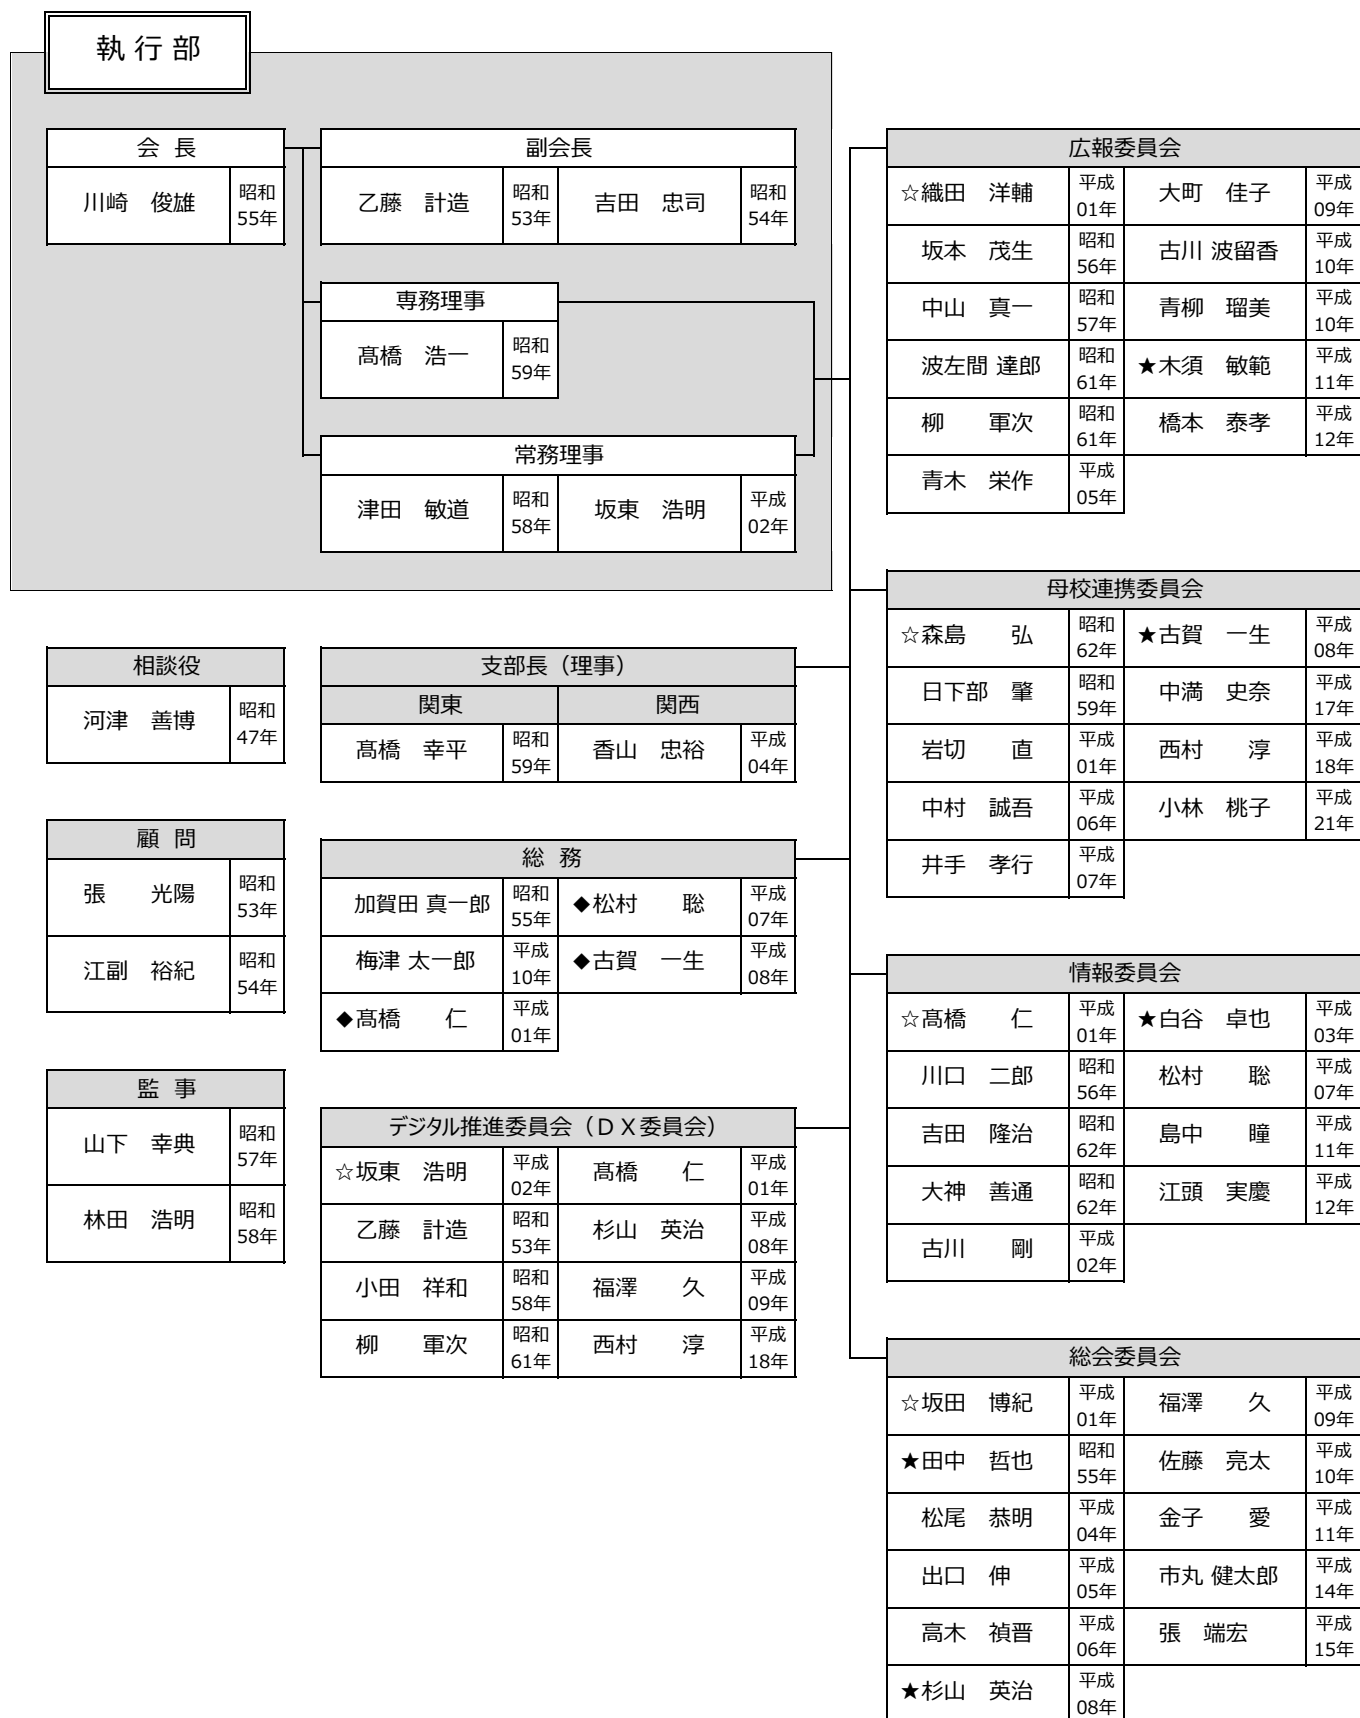 執 行 部
会 長
川崎 俊雄 昭和55年
副会長
乙藤 計造 昭和53年 吉田 忠司 昭和54年
専務理事
髙橋 浩一 昭和59年
常務理事
津田 敏道 昭和58年 坂東 浩明 平成02年
相談役
河津 善博 昭和47年
顧 問
張 光陽 昭和53年
江副 裕紀 昭和54年
監 事
山下 幸典 昭和57年
林田 浩明 昭和58年
支部長（理事）
関東 関西
髙橋 幸平 昭和59年 香山 忠裕 平成04年
総 務
加賀田 真一郎 昭和55年 ◆松村 聡 平成07年
梅津 太一郎 平成10年 ◆古賀 一生 平成08年
◆髙橋 仁 平成01年
デジタル推進委員会（ＤＸ委員会）
☆坂東 浩明 平成02年 髙橋 仁 平成01年
乙藤 計造 昭和53年 杉山 英治 平成08年
小田 祥和 昭和58年 福澤 久 平成09年
柳 軍次 昭和61年 西村 淳 平成18年
広報委員会
☆織田 洋輔 平成01年 大町 佳子 平成09年
坂本 茂生 昭和56年 古川 波留香 平成10年
中山 真一 昭和57年 青柳 瑠美 平成10年
波左間 達郎 昭和61年 ★木須 敏範 平成11年
柳 軍次 昭和61年 橋本 泰孝 平成12年
青木 栄作 平成05年
母校連携委員会
☆森島 弘 昭和62年 ★古賀 一生 平成08年
日下部 肇 昭和59年 中満 史奈 平成17年
岩切 直 平成01年 西村 淳 平成18年
中村 誠吾 平成06年 小林 桃子 平成21年
井手 孝行 平成07年
情報委員会
☆髙橋 仁 平成01年 ★白谷 卓也 平成03年
川口 二郎 昭和56年 松村 聡 平成07年
吉田 隆治 昭和62年 島中 瞳 平成11年
大神 善通 昭和62年 江頭 実慶 平成12年
古川 剛 平成02年
総会委員会
☆坂田 博紀 平成01年 福澤 久 平成09年
★田中 哲也 昭和55年 佐藤 亮太 平成10年
松尾 恭明 平成04年 金子 愛 平成11年
出口 伸 平成05年 市丸 健太郎 平成14年
高木 禎晋 平成06年 張 端宏 平成15年
★杉山 英治 平成08年